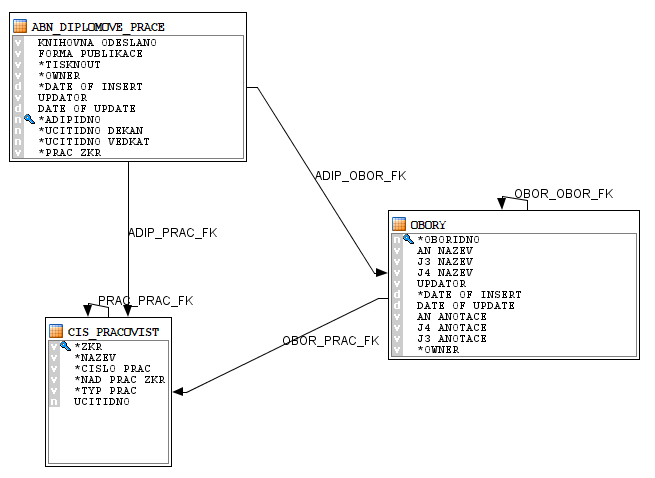 ABN_DIPLOMOVE_PRACE
v KNIHOVNA ODESLANO
v FORMA PUBLIKACE
v *TISKNOUT
v *OWNER
d *DATE OF INSERT
v UPDATOR
d DATE OF UPDATE
n *ADIPIDNO
n *UCITIDNO DEKAN
n *UCITIDNO VEDKAT
v *PRAC ZKR
ADIP_OBOR_FK
OBOR_OBOR_FK
ADIP_PRAC_FK
OBORY
n *OBORIDNO
v AN NAZEV
v J3 NAZEV
v J4 NAZEV
v UPDATOR
d *DATE OF INSERT
d DATE OF UPDATE
v AN ANOTACE
v J4 ANOTACE
v J3 ANOTACE
v *OWNER
PRAC_PRAC_FK
OBOR_PRAC_FK
CIS_PRACOVIST
v *ZKR
v *NAZEV
v *CISLO PRAC
v *NAD PRAC ZKR
v *TYP PRAC
n UCITIDNO